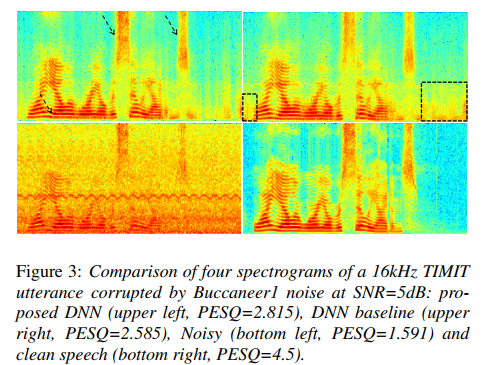 Figure 3: Comparison of four spectrograms of a 16kHz TIMIT
utterance corrupted by Buccaneer1 noise at SNR=5dB: pro-
posed DNN (upper left, PESQ=2.815), DNN baseline (upper
right, PESQ=2.585), Noisy (bottom left, PESQ=1.591) and
clean speech (bottom right, PESQ=4.5).